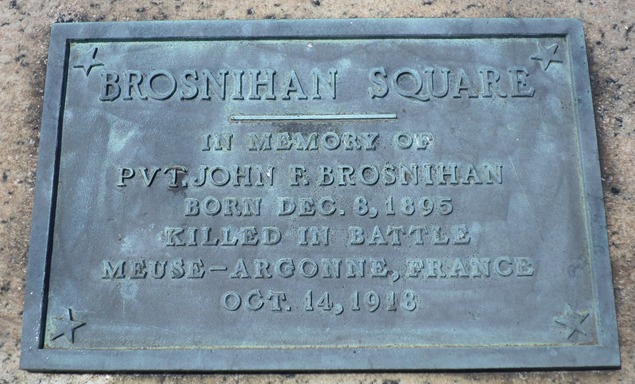 BROSNIHAN SQUARE
IN MEMORY OF
PVT. JOHN F. BROSNIHAN
BORN DEC. 8, 1895
KILLED IN BATTLE
MEUSE-ARGONNE, FRANCE
OCT. 14, 1918